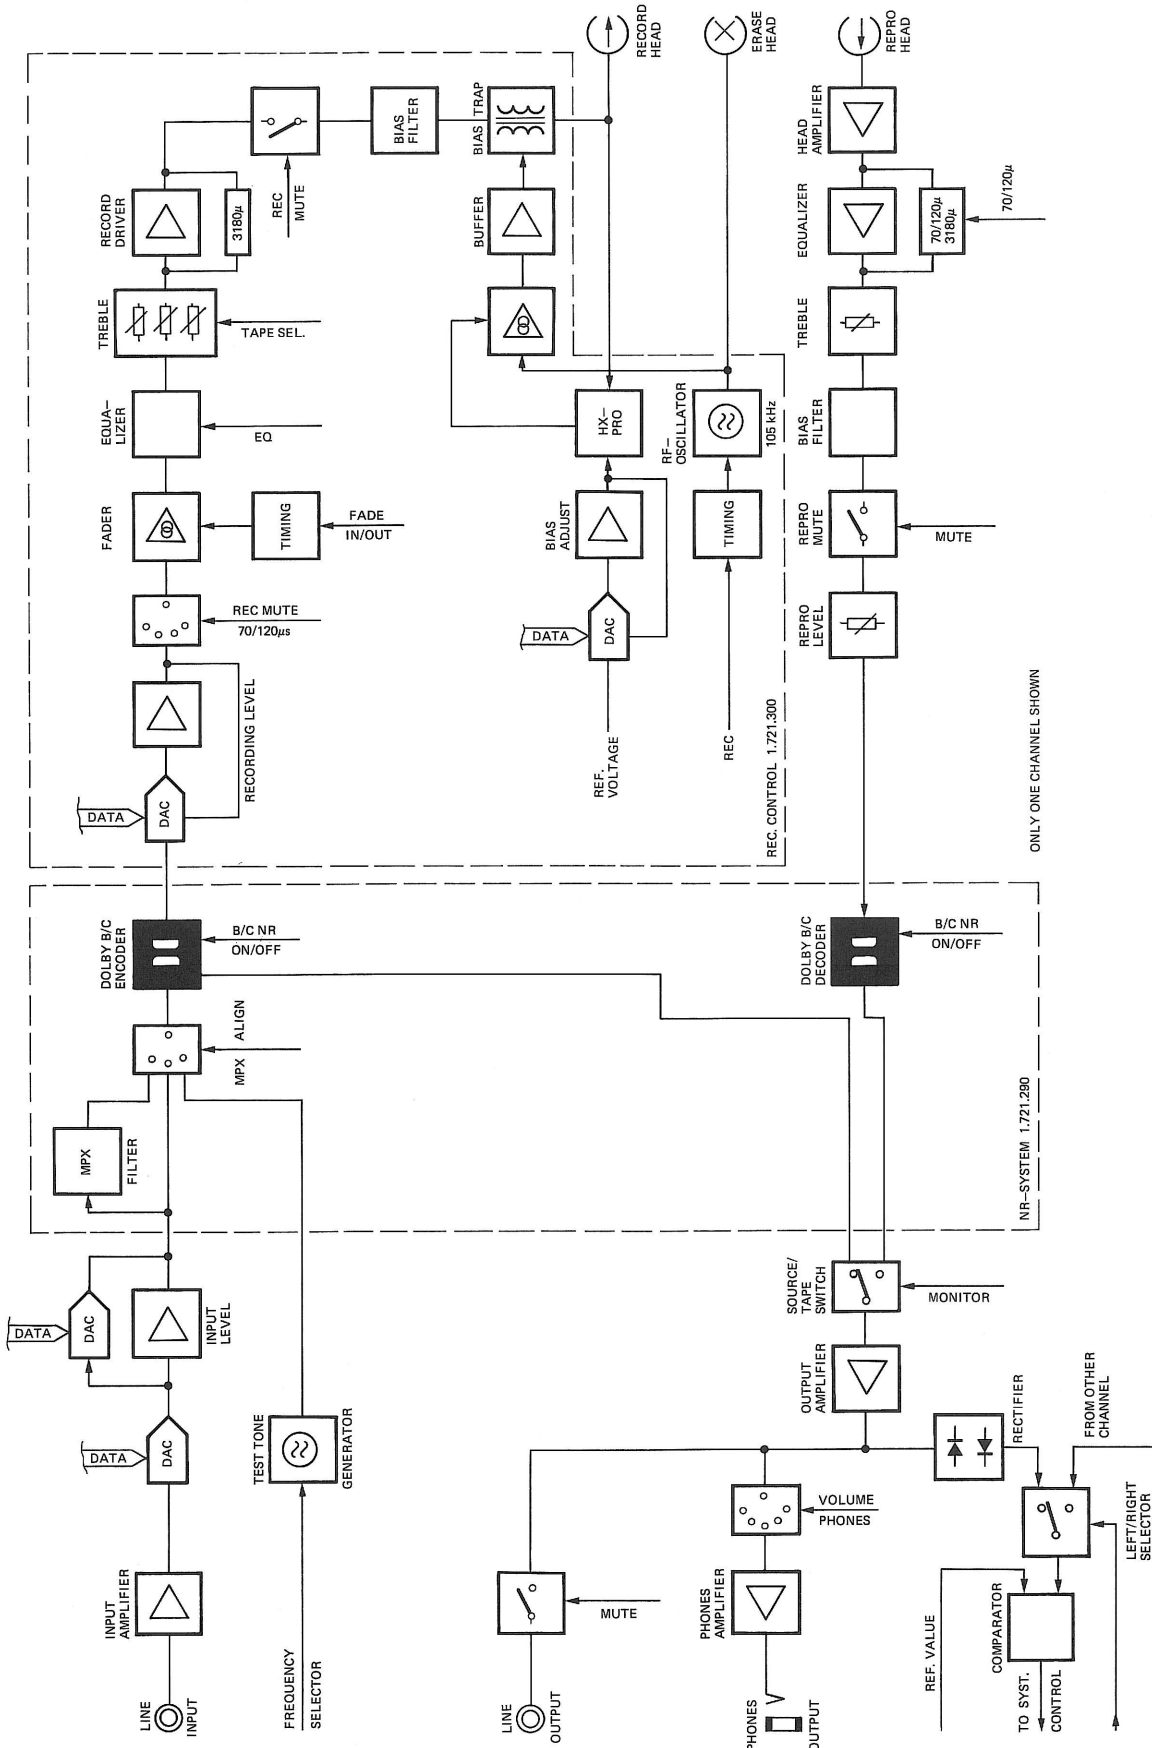 RECORD
HEAD
ERASE
HEAD
REPRO
HEAD
BIAS TRAP
BIAS
FILTER
REC
MUTE
RECORD
DRIVER
3180µ
BUFFER
HEAD
AMPLIFIER
EQUALIZER
70/120µ
3180µ
70/120µ
TREBLE
TAPE SEL.
TREBLE
EQUA-
LIZER
EQ
HX-
PRO
RF-
OSCILLATOR
105 kHz
BIAS
FILTER
FADER
TIMING
FADE
IN/OUT
BIAS
ADJUST
TIMING
REPRO
MUTE
MUTE
REC MUTE
70/120µs
DATA
DAC
REPRO
LEVEL
RECORDING LEVEL
REF.
VOLTAGE
REC
REC. CONTROL 1.721.300
DATA
DAC
ONLY ONE CHANNEL SHOWN
DOLBY B/C
ENCODER
B/C NR
ON/OFF
DOLBY B/C
DECODER
B/C NR
ON/OFF
MPX ALIGN
MPX
FILTER
NR-SYSTEM 1.721.290
DATA
DAC
INPUT
LEVEL
SOURCE/
TAPE
SWITCH
MONITOR
OUTPUT
AMPLIFIER
DATA
DAC
TEST TONE
GENERATOR
RECTIFIER
FROM OTHER
CHANNEL
VOLUME
PHONES
LEFT/RIGHT
SELECTOR
INPUT
AMPLIFIER
MUTE
PHONES
AMPLIFIER
COMPARATOR
REF. VALUE
LINE
INPUT
FREQUENCY
SELECTOR
LINE
OUTPUT
PHONES
OUTPUT
TO SYST.
CONTROL